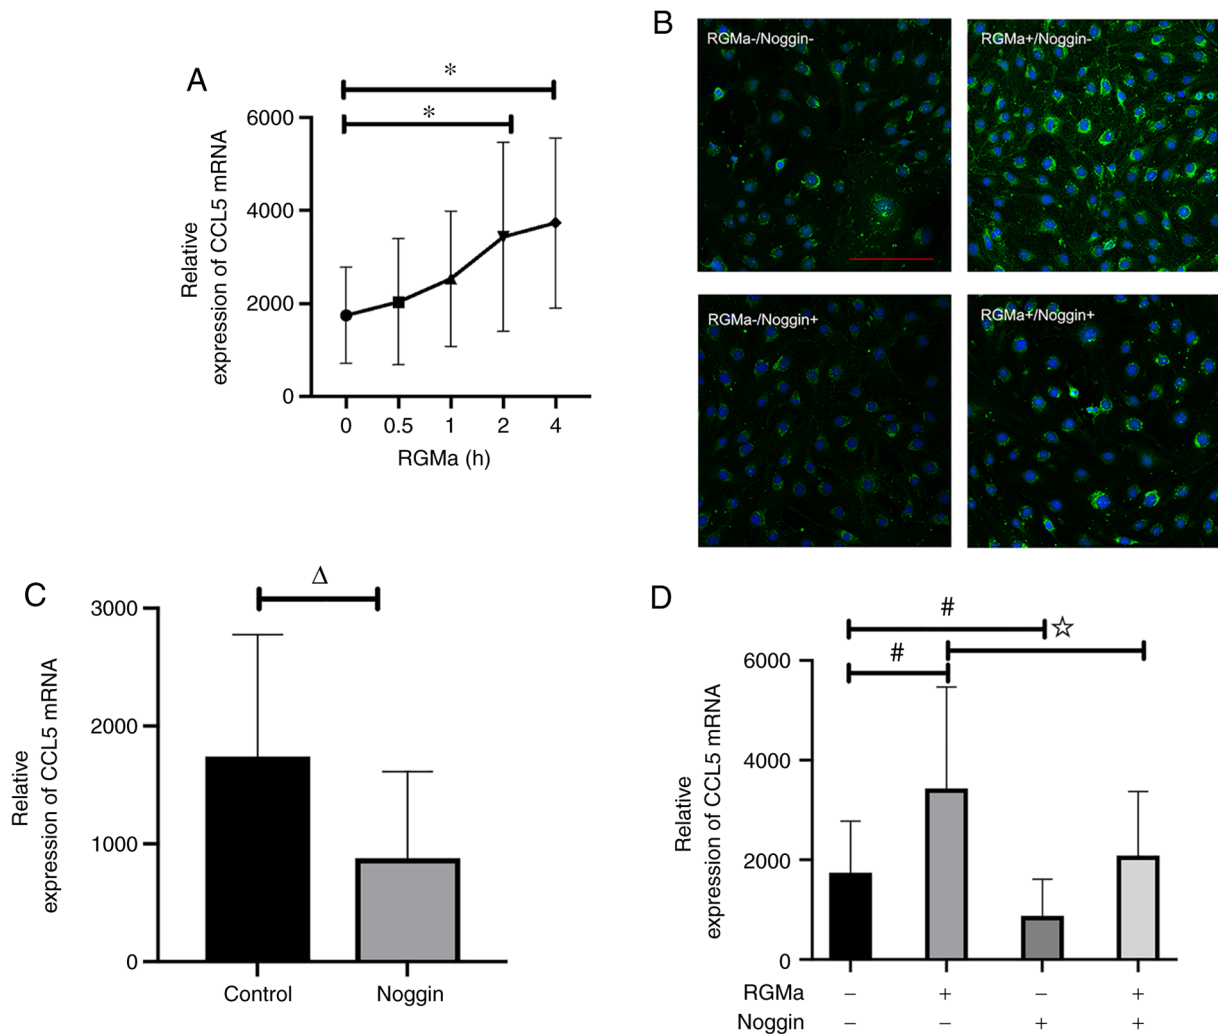 A
*
*
6000
4000
2000
0
Relative
expression of CCL5 mRNA
0 0.5 1 2 4
RGMa (h)
B
RGMa-/Noggin-
RGMa+/Noggin-
RGMa-/Noggin+
RGMa+/Noggin+
C
Δ
3000
2000
1000
0
Relative
expression of CCL5 mRNA
Control Noggin
D
#
☆
#
6000
4000
2000
0
Relative
expression of CCL5 mRNA
RGMa – + – +
Noggin – – + +